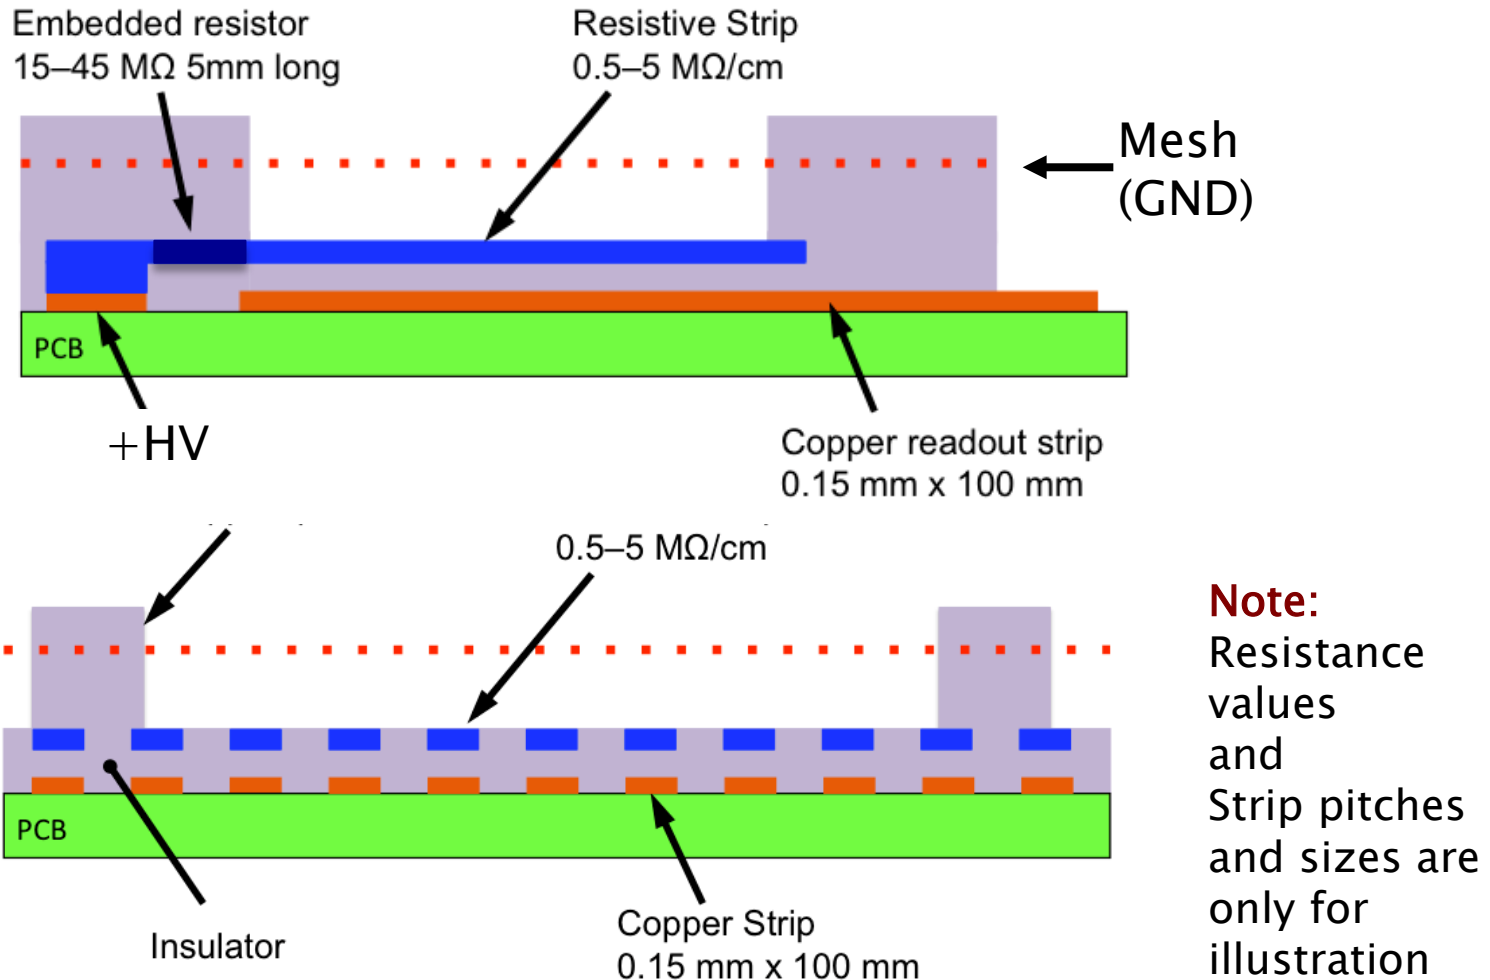 Embedded resistor
15–45 MΩ 5mm long
Resistive Strip
0.5–5 MΩ/cm
Mesh
(GND)
PCB
+HV
Copper readout strip
0.15 mm x 100 mm
0.5–5 MΩ/cm
PCB
Insulator
Copper Strip
0.15 mm x 100 mm
Note:
Resistance
values
and
Strip pitches
and sizes are
only for
illustration